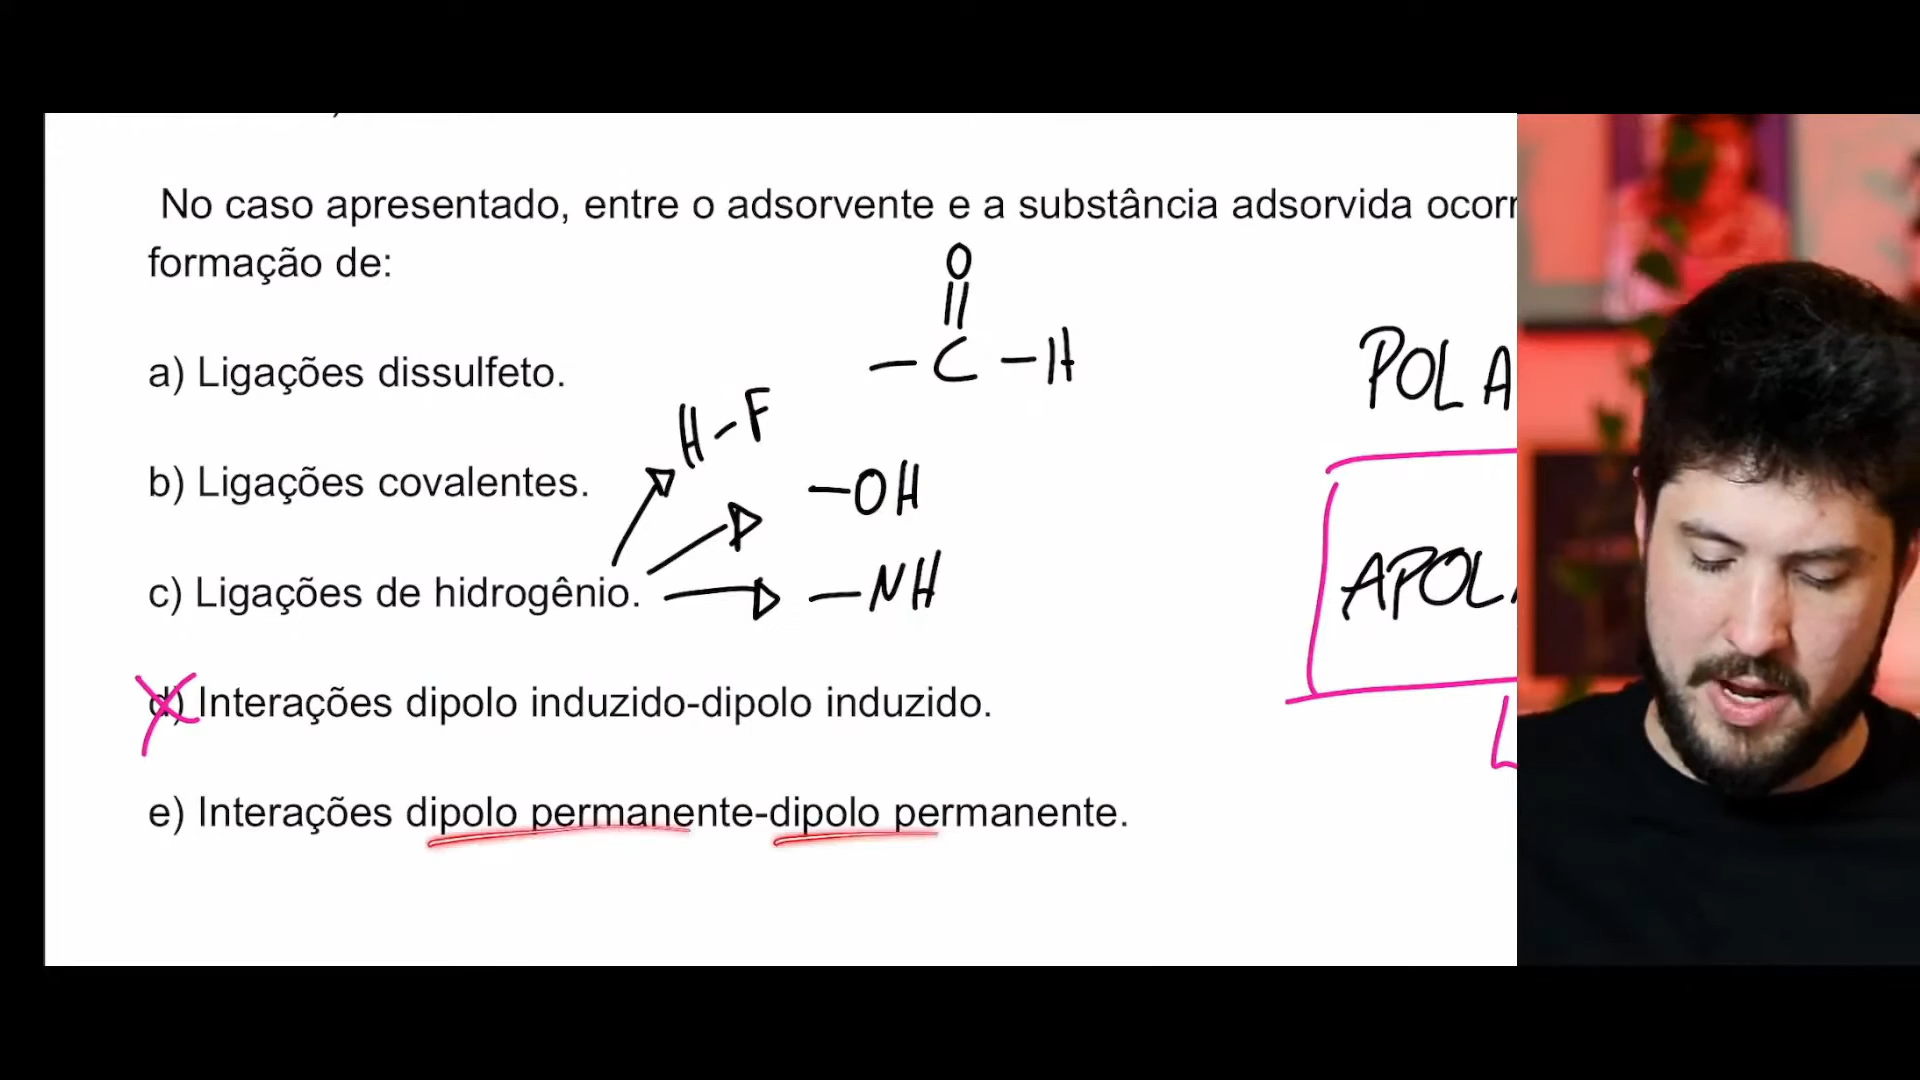 No caso apresentado, entre o adsorvente e a substância adsorvida ocorr
formação de:
O
– C – H
a) Ligações dissulfeto.
POLA
H-F
b) Ligações covalentes.
–OH
c) Ligações de hidrogênio.
–NH
APOL
d) Interações dipolo induzido-dipolo induzido.
e) Interações dipolo permanente-dipolo permanente.